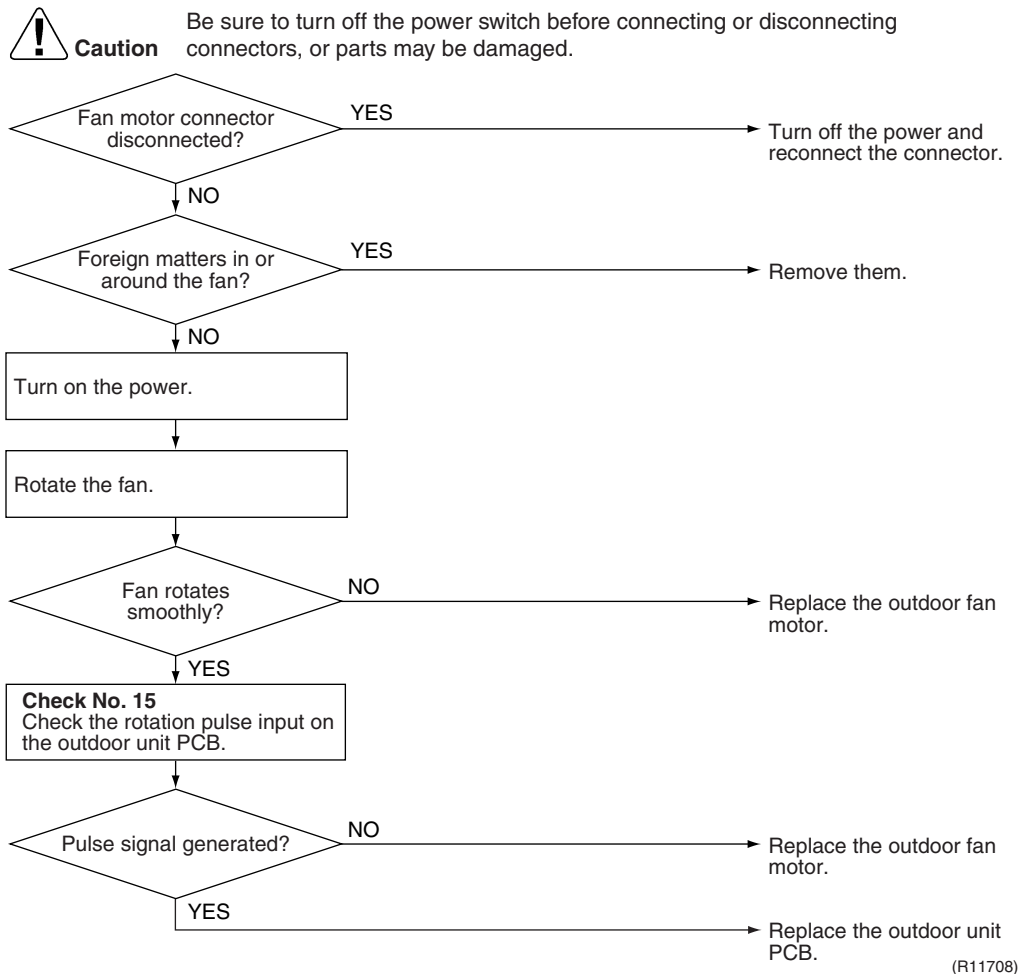 Be sure to turn off the power switch before connecting or disconnecting
Caution connectors, or parts may be damaged.
Fan motor connector
disconnected?
YES
Turn off the power and
reconnect the connector.
NO
Foreign matters in or
around the fan?
YES
Remove them.
NO
Turn on the power.
Rotate the fan.
Fan rotates
smoothly?
NO
Replace the outdoor fan
motor.
YES
Check No. 15
Check the rotation pulse input on
the outdoor unit PCB.
Pulse signal generated?
NO
Replace the outdoor fan
motor.
YES
Replace the outdoor unit
PCB.
(R11708)